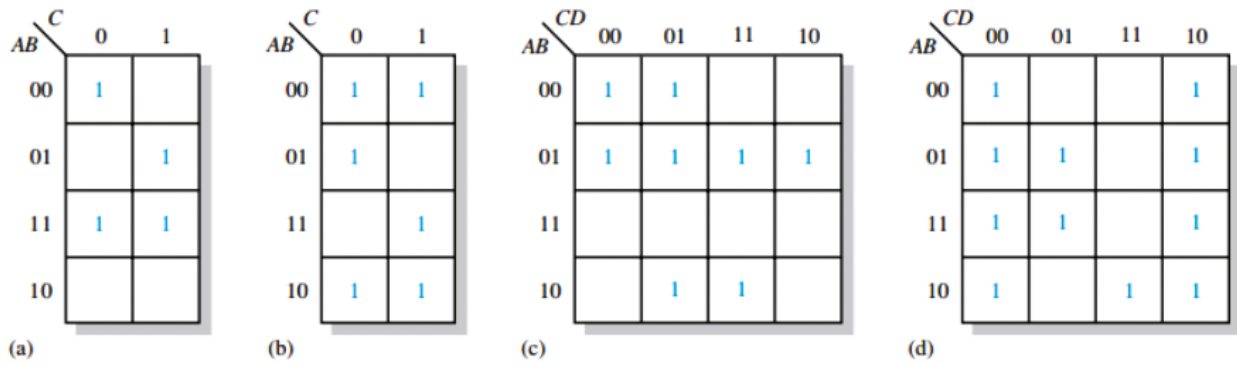 C C CD CD
AB 0 1 AB 0 1 AB 00 01 11 10 AB 00 01 11 10
00 1 00 1 1 00 1 1 00 1 1
01 1 01 1 01 1 1 1 1 01 1 1 1
11 1 1 11 1 11 11 1 1 1
10 10 1 1 10 1 1 10 1 1 1
(a) (b) (c) (d)